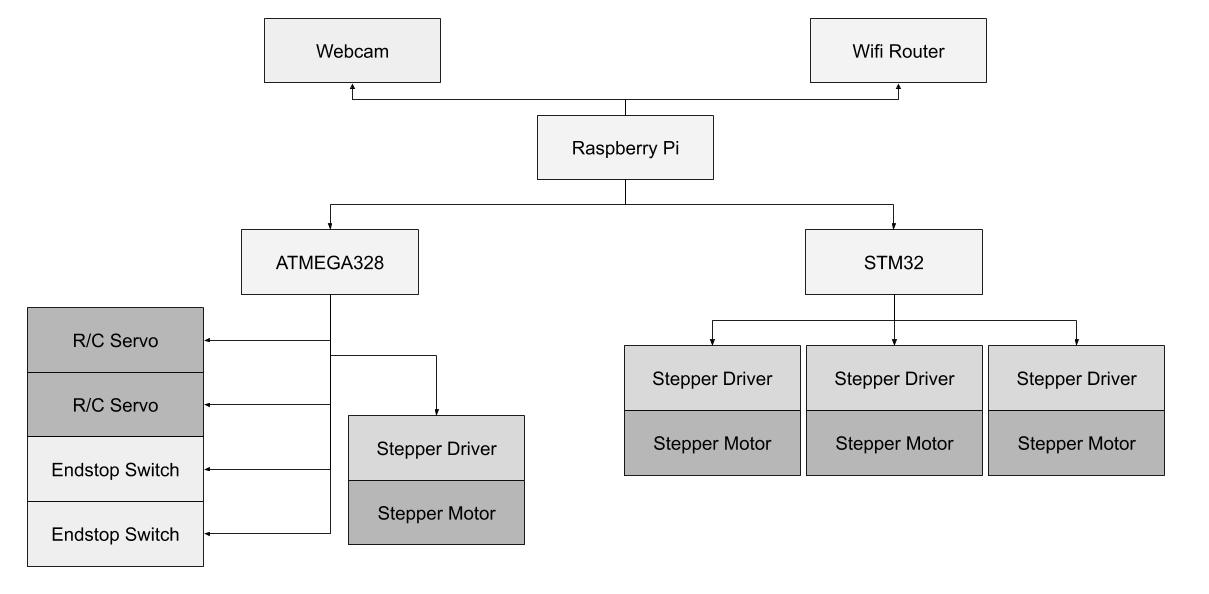 Webcam
Wifi Router
Raspberry Pi
ATMEGA328
STM32
R/C Servo
R/C Servo
Endstop Switch
Endstop Switch
Stepper Driver
Stepper Motor
Stepper Driver
Stepper Motor
Stepper Driver
Stepper Motor
Stepper Driver
Stepper Motor